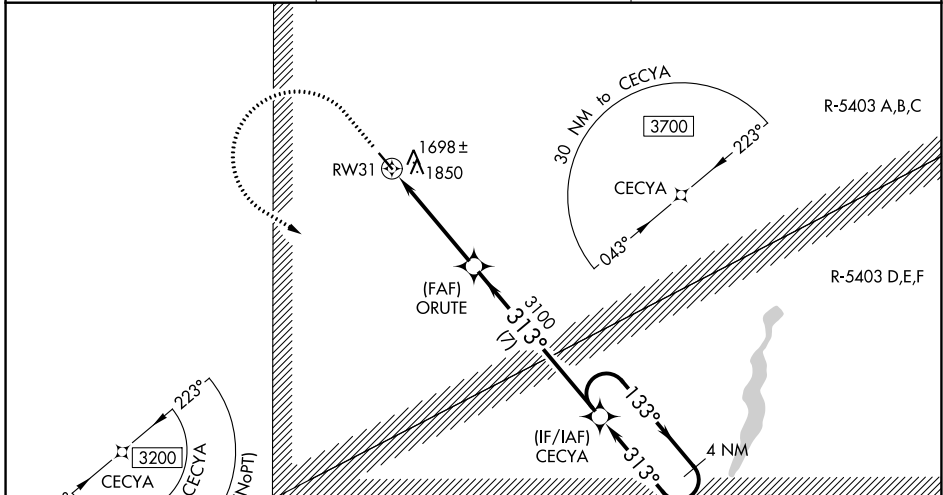 30 NM to CECYA
3700
R-5403 A,B,C
223°
1698±
1850
RW31
CECYA
043°
(FAF)
ORUTE
R-5403 D,E,F
3100
313°
(7)
223°
133°
(IF/IAF)
CECYA
4 NM
3200
CECYA
CECYA
(NoPT)
313°